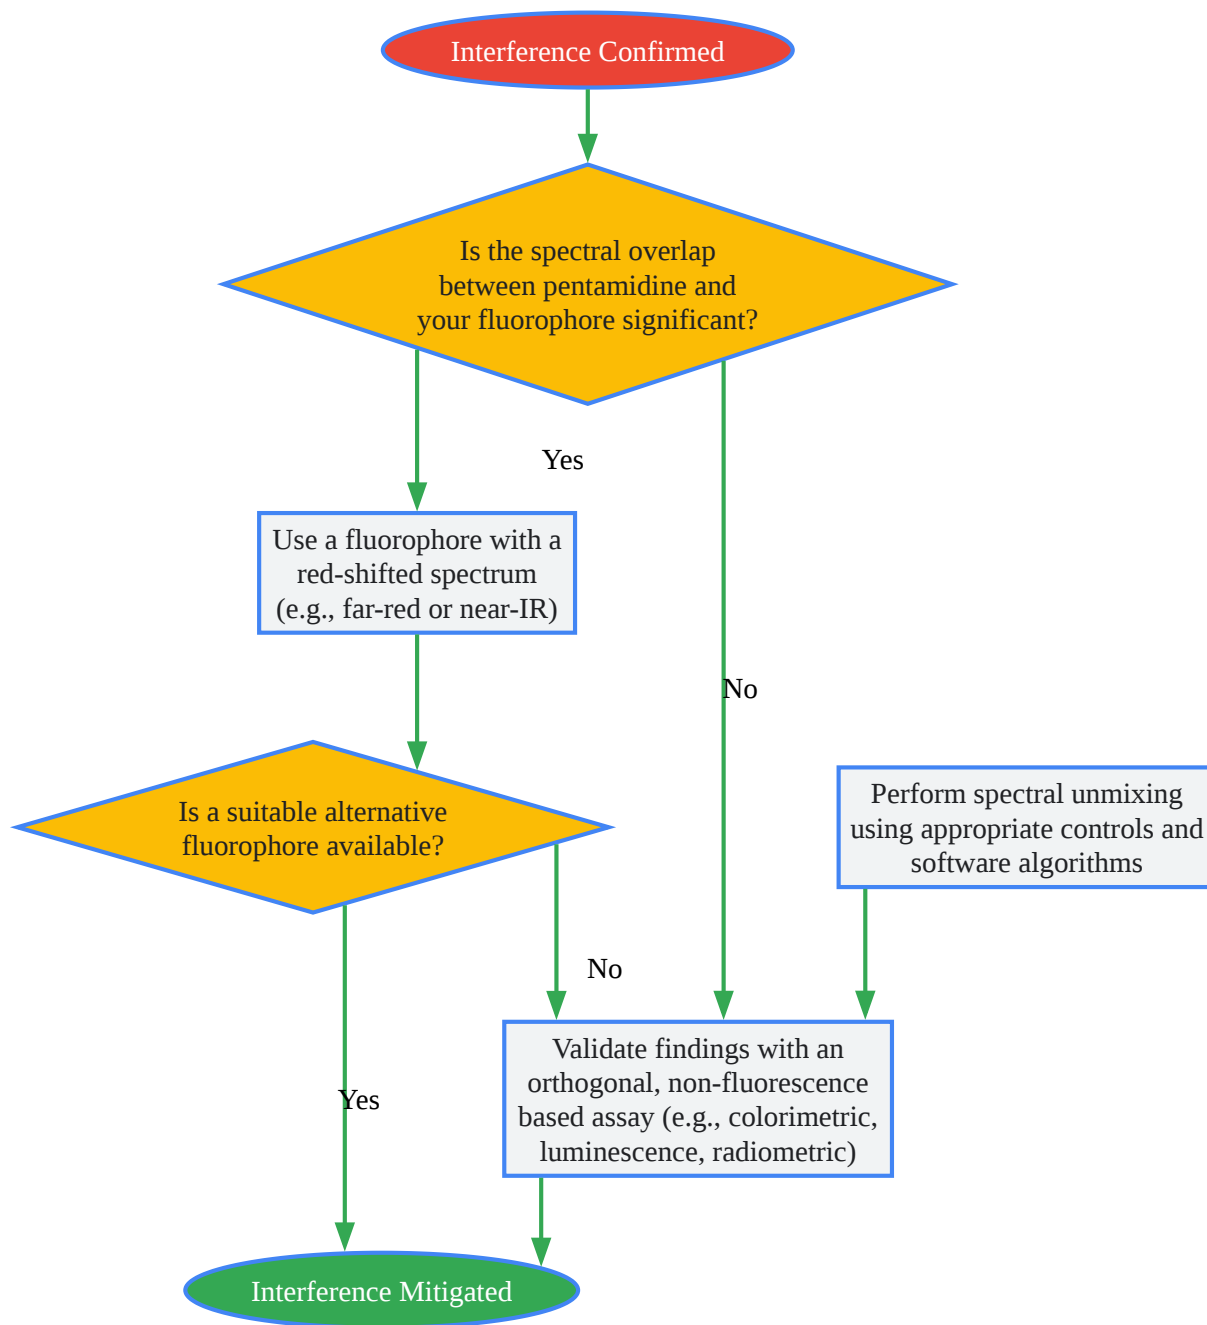 Interference Confirmed
Is the spectral overlap
between pentamidine and
your fluorophore significant?
Yes
Use a fluorophore with a
red-shifted spectrum
(e.g., far-red or near-IR)
No
Is a suitable alternative
fluorophore available?
Perform spectral unmixing
using appropriate controls and
software algorithms
No
Validate findings with an
orthogonal, non-fluorescence
based assay (e.g., colorimetric,
luminescence, radiometric)
Yes
Interference Mitigated